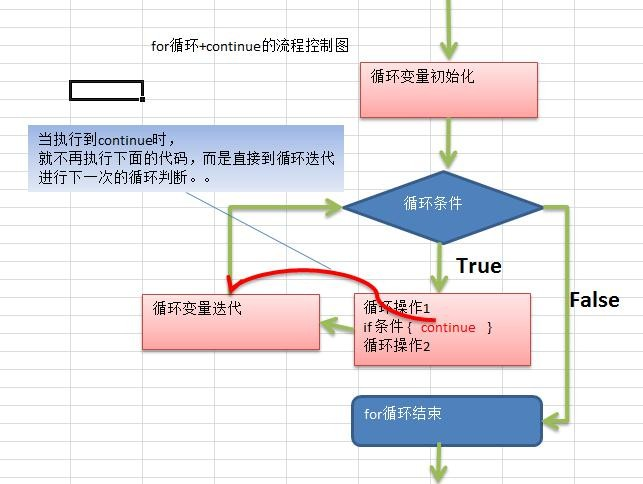 for循环+continue的流程控制图
循环变量初始化
当执行到continue时，
就不再执行下面的代码，而是直接到循环迭代
进行下一次的循环判断。。
循环条件
True
False
循环变量迭代
循环操作1
if 条件 { continue }
循环操作2
for循环结束